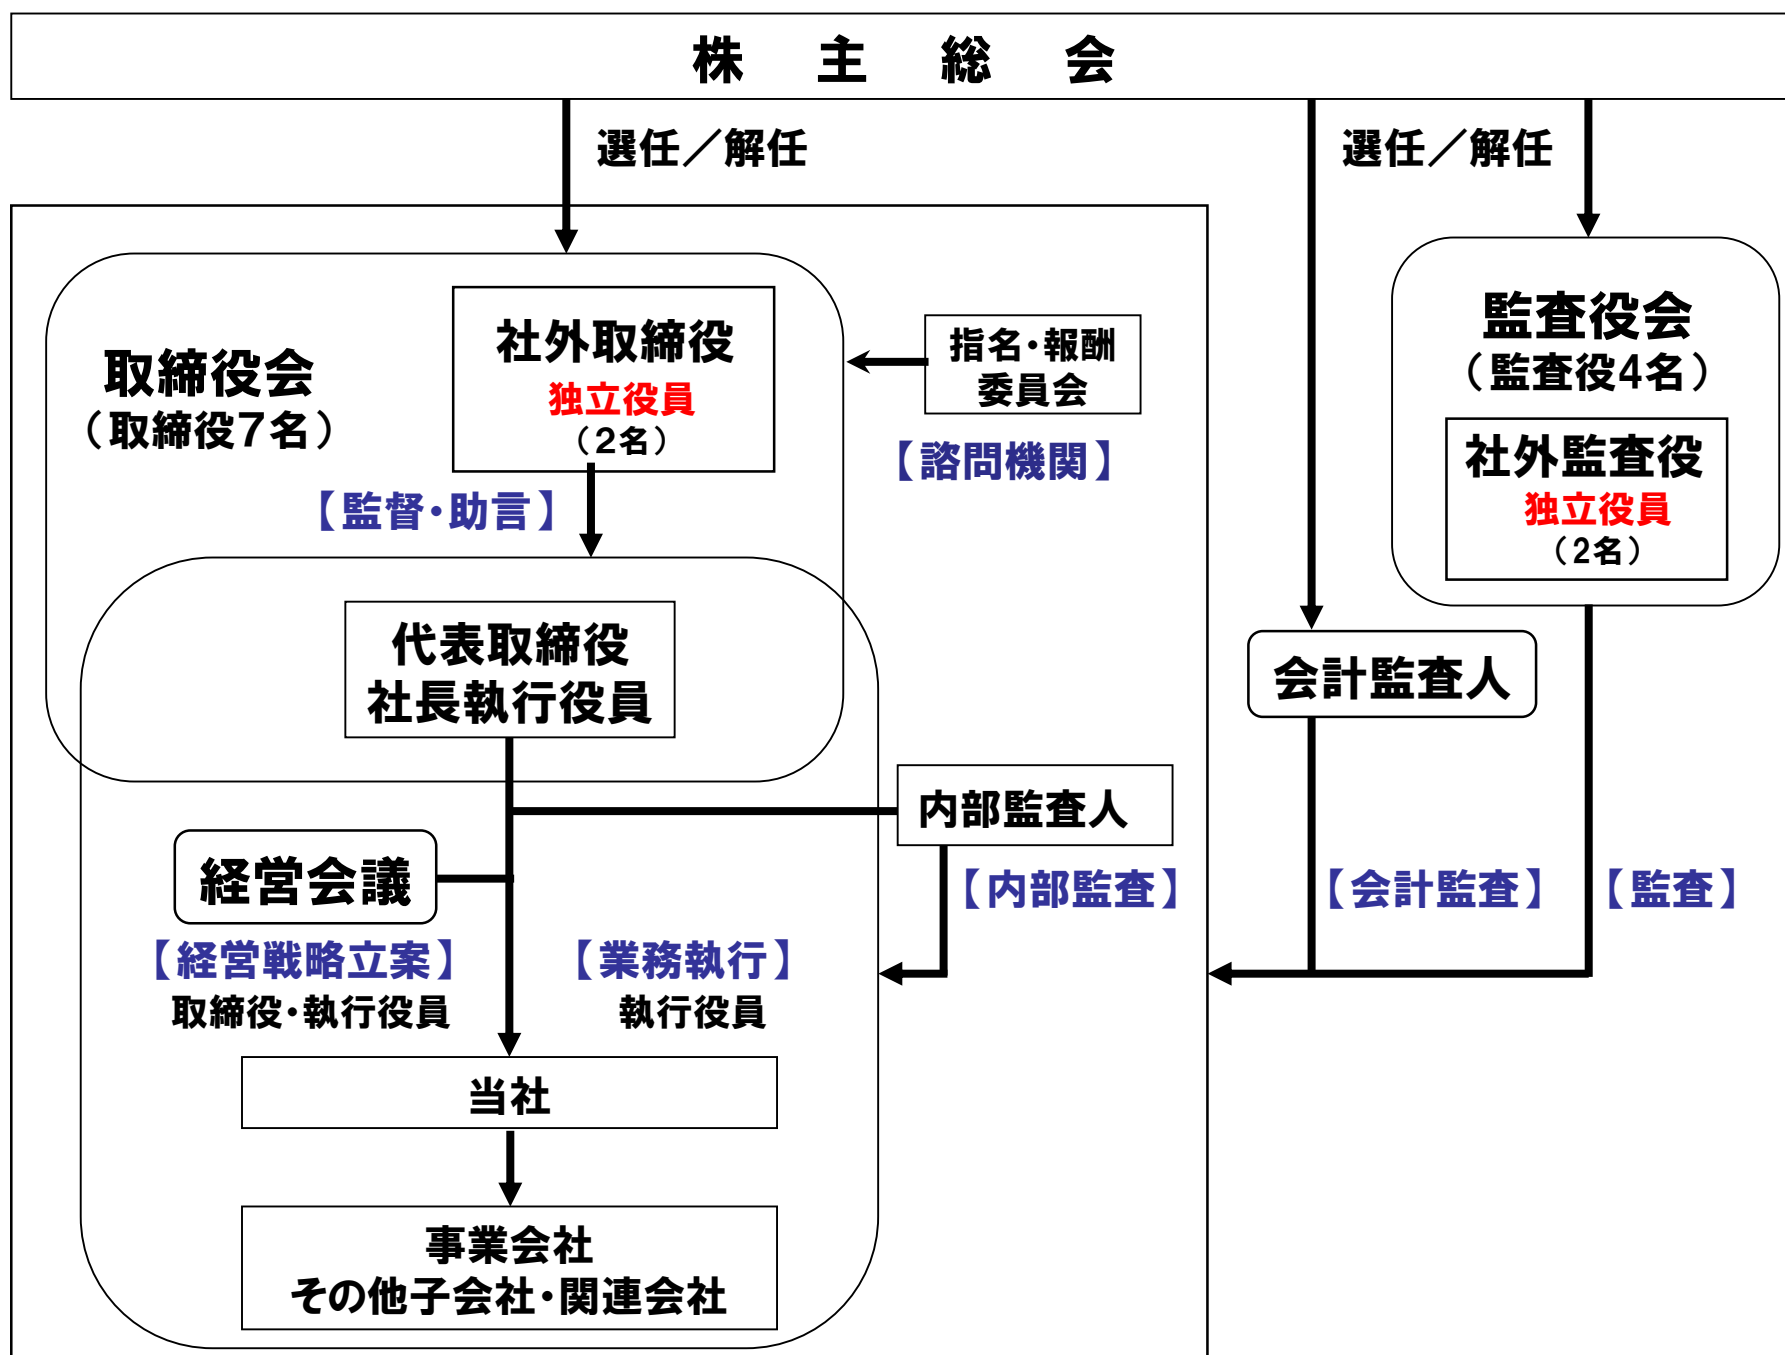 株 主 総 会
選任／解任
選任／解任
取締役会
（取締役7名）
社外取締役
独立役員
（2名）
指名・報酬
委員会
【諮問機関】
監査役会
（監査役4名）
社外監査役
独立役員
（2名）
【監督・助言】
代表取締役
社長執行役員
会計監査人
内部監査人
経営会議
【内部監査】
【会計監査】
【監査】
【経営戦略立案】
取締役・執行役員
【業務執行】
執行役員
当社
事業会社
その他子会社・関連会社